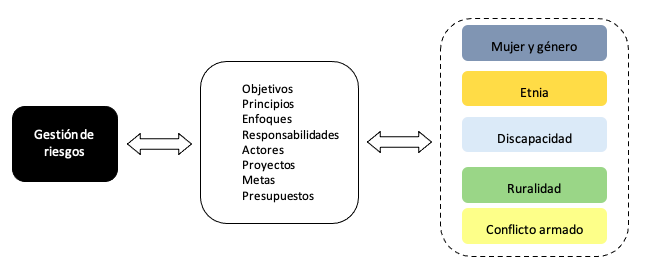 Gestión de
riesgos
Objetivos
Principios
Enfoques
Responsabilidades
Actores
Proyectos
Metas
Presupuestos
Mujer y género
Etnia
Discapacidad
Ruralidad
Conflicto armado